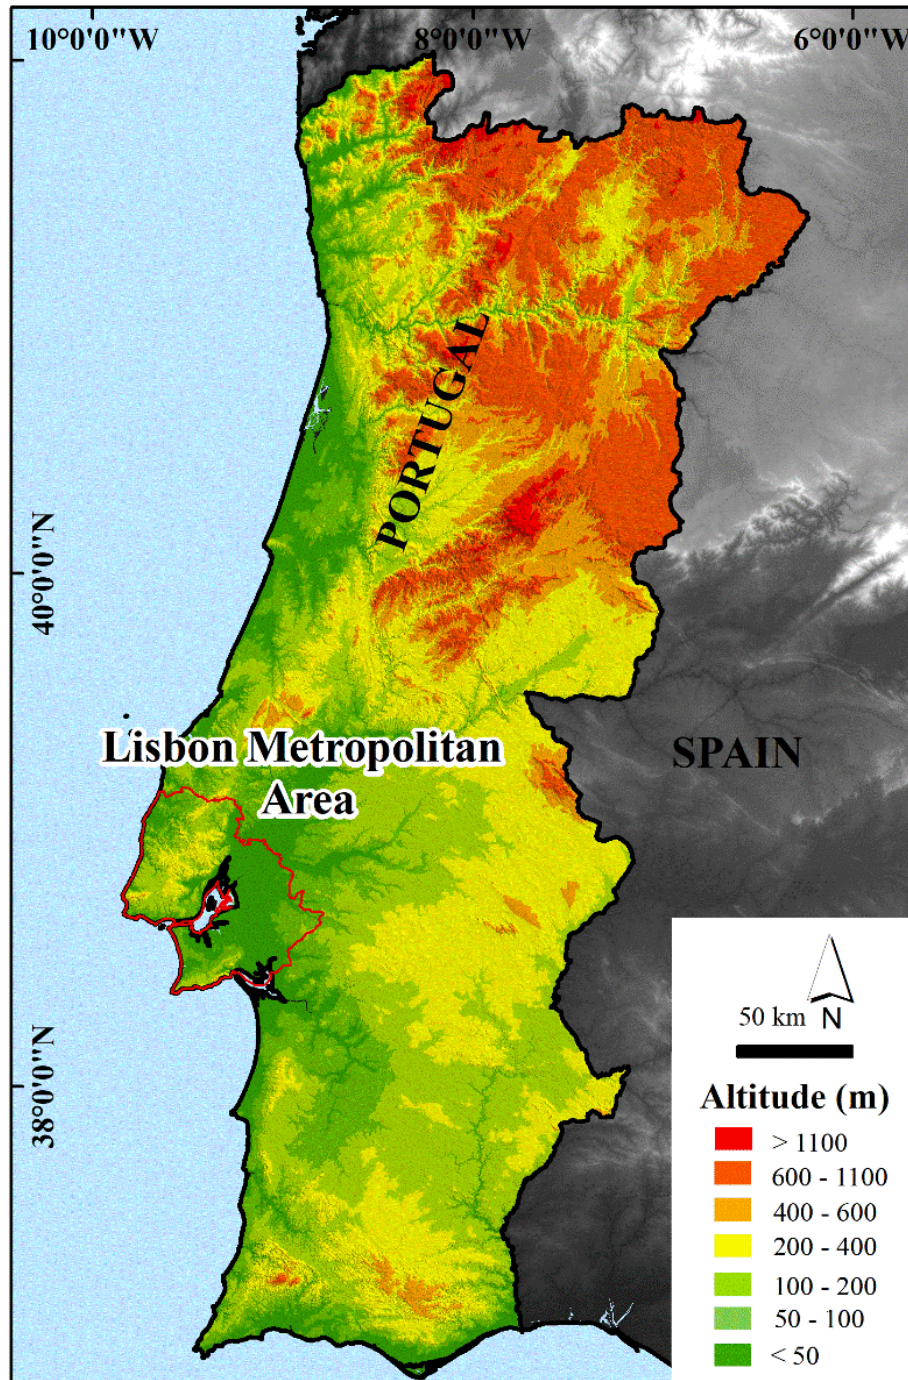 10°0'0"W
8°0'0"W
6°0'0"W
PORTUGAL
40°0'0"N
Lisbon Metropolitan
Area
SPAIN
38°0'0"N
50 km
N
Altitude (m)
> 1100
600 - 1100
400 - 600
200 - 400
100 - 200
50 - 100
< 50